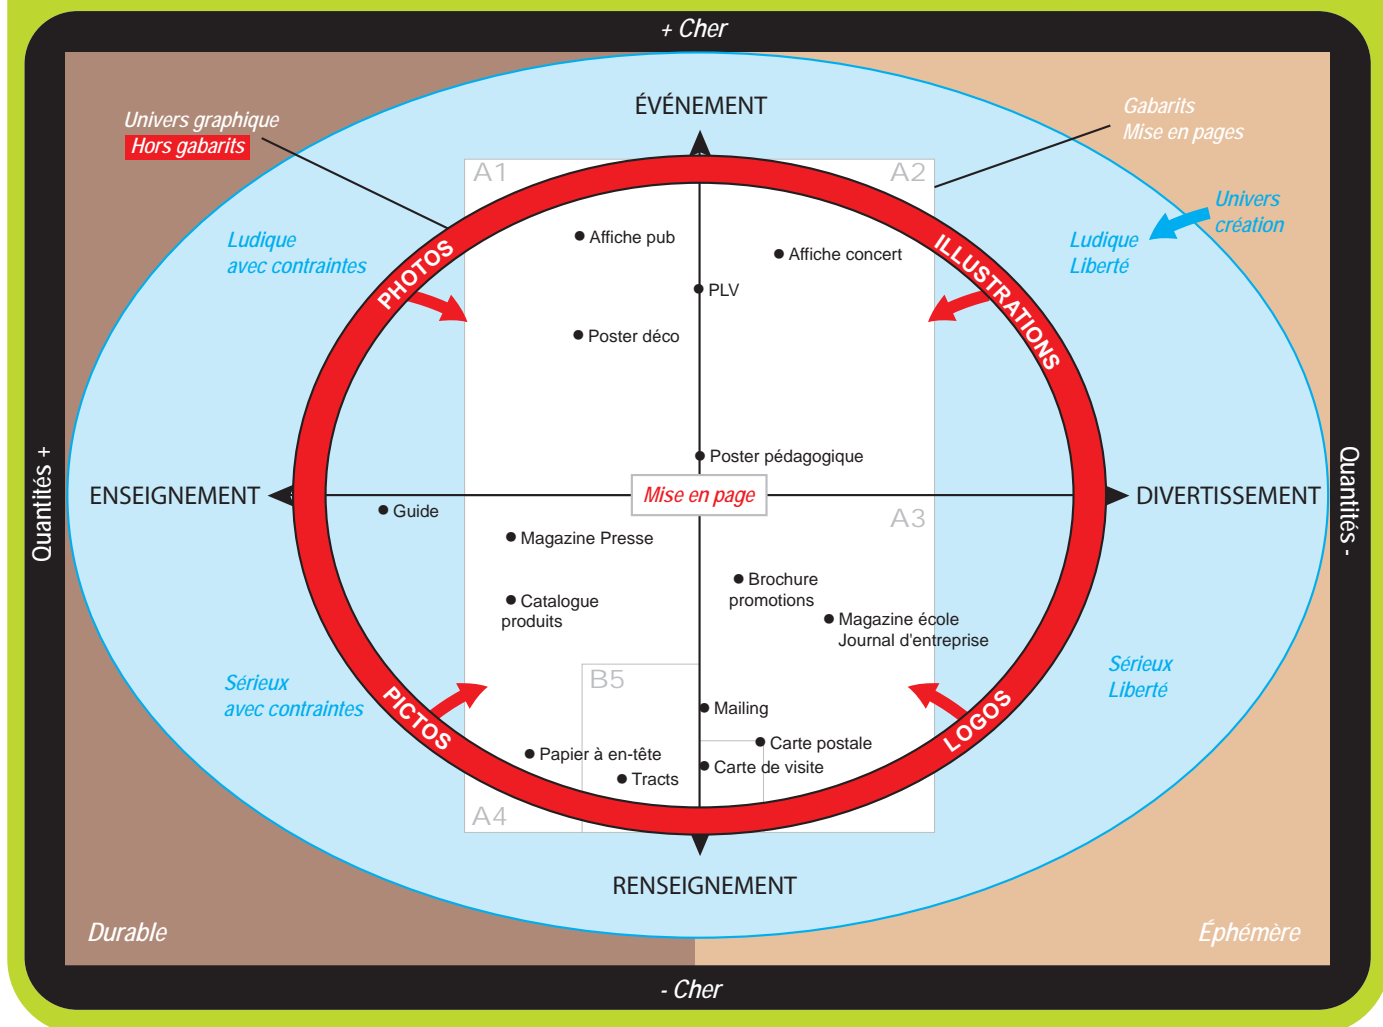 + Cher
ÉVÉNEMENT
Univers graphique
Hors gabarits
Gabarits
Mise en pages
A1
A2
Univers
création
Ludique
avec contraintes
Ludique
Liberté
PHOTOS
ILLUSTRATIONS
Affiche pub
Affiche concert
PLV
Poster déco
Poster pédagogique
Quantités +
ENSEIGNEMENT
Mise en page
DIVERTISSEMENT
Quantités -
Guide
A3
Magazine Presse
Brochure
promotions
Catalogue
produits
Magazine école
Journal d'entreprise
B5
Sérieux
avec contraintes
Sérieux
Liberté
PICTOS
LOGOS
Mailing
Carte postale
Papier à en-tête
Carte de visite
Tracts
A4
RENSEIGNEMENT
Durable
Éphémère
- Cher